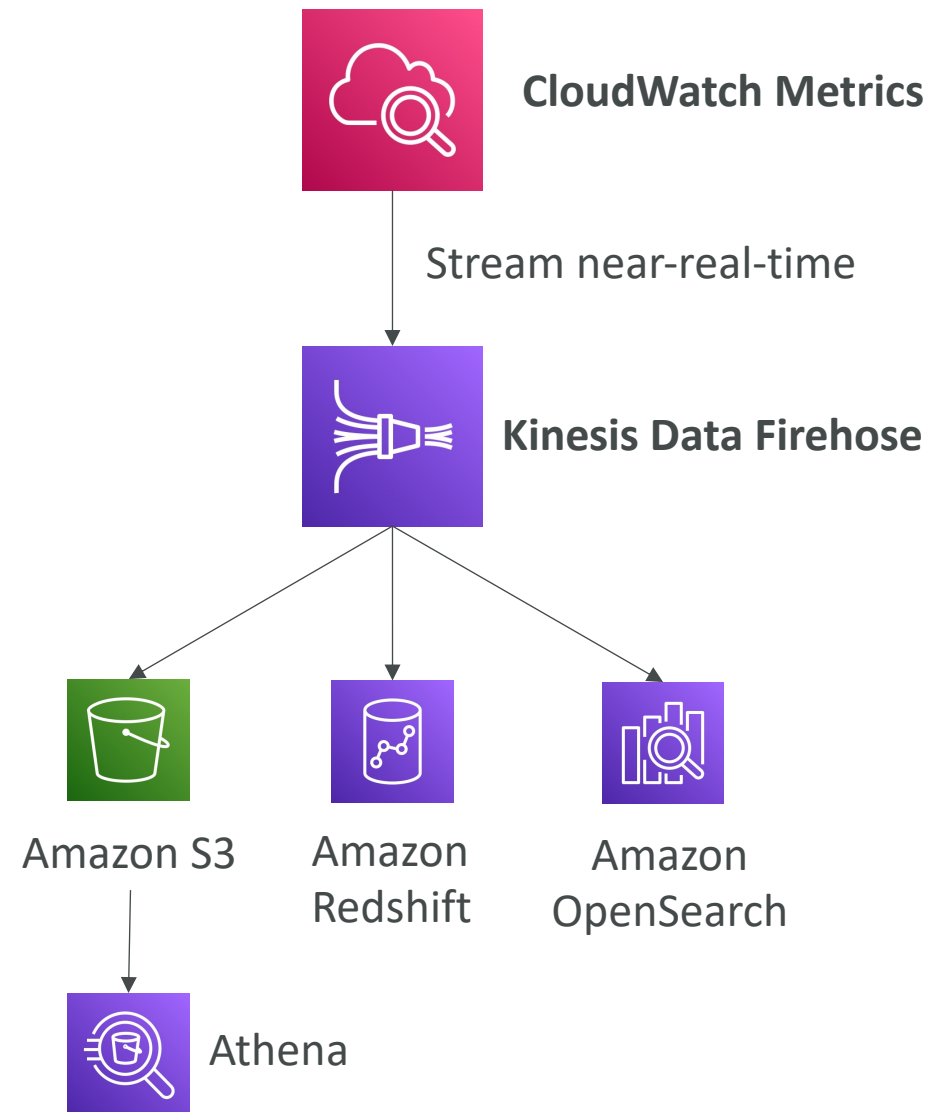 CloudWatch Metrics
Stream near-real-time
Kinesis Data Firehose
Amazon S3
Amazon
Redshift
Amazon
OpenSearch
Athena